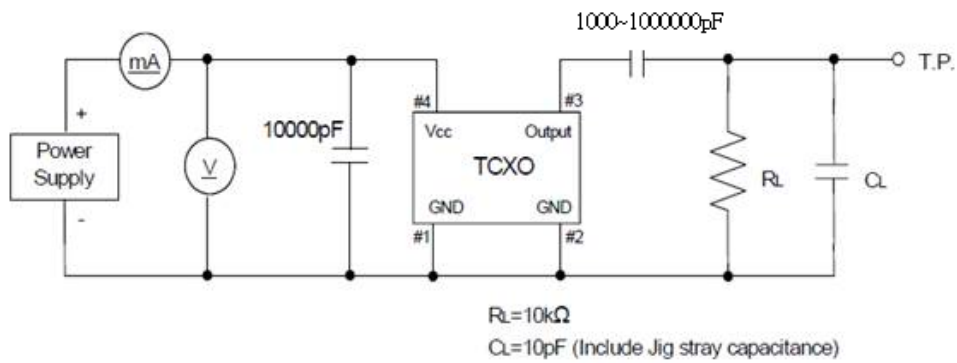 1000~1000000pF
mA
T.P.
#4
#3
+
10000pF
Vcc
Output
Power
Supply
V
TCXO
RL
CL
GND
GND
-
#1
#2
RL=10kΩ
CL=10pF (Include Jig stray capacitance)